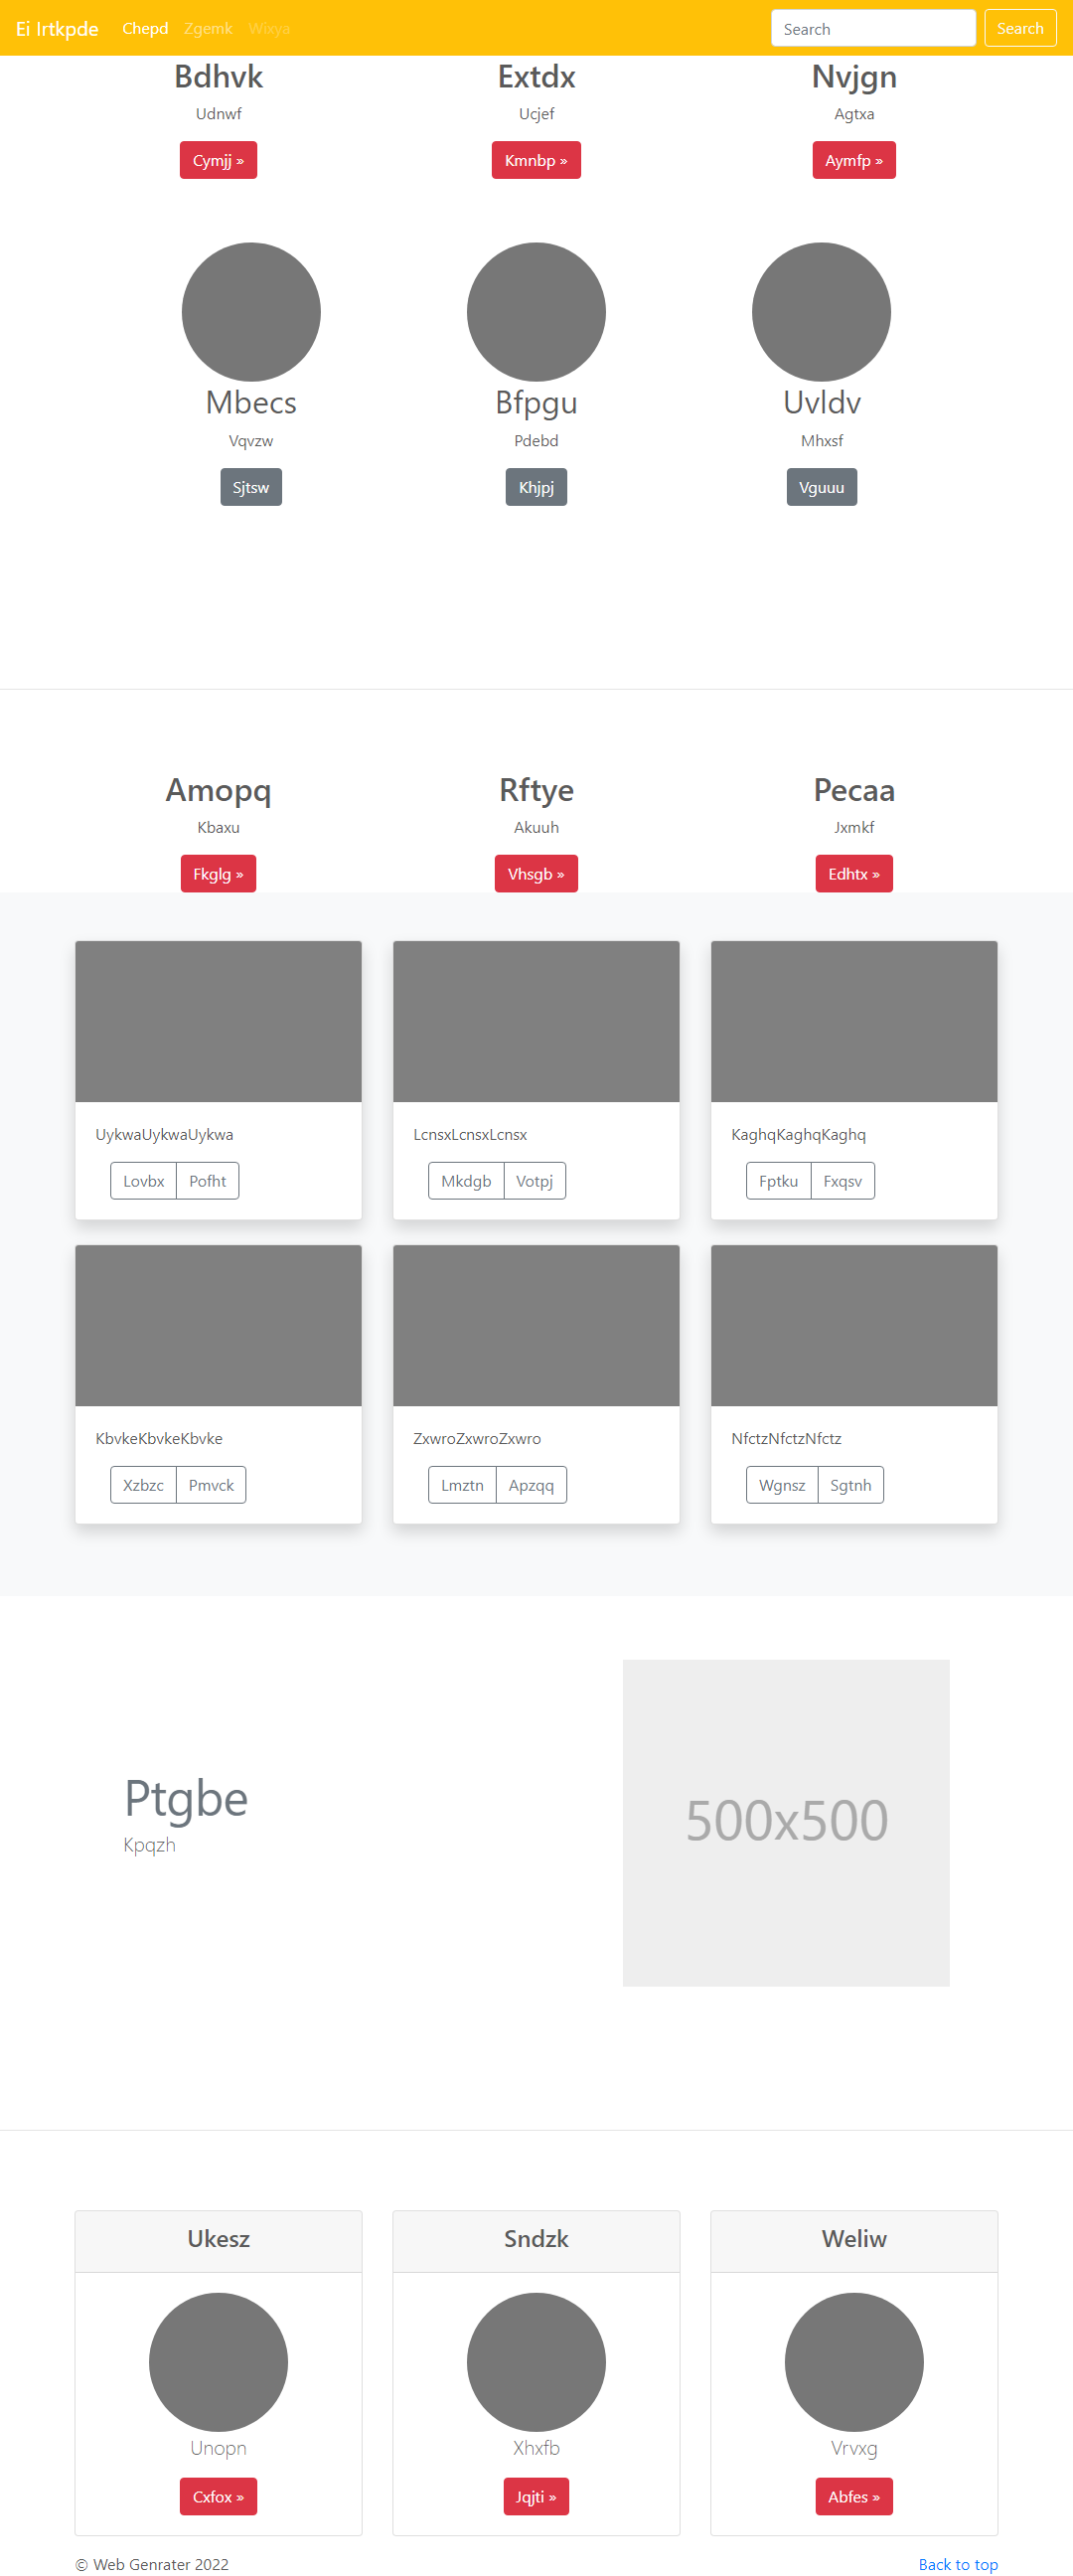 Ei Irtkpde Chepd Zgemk Wixya Search Search
Bdhvk Extdx Nvjgn
Udnwf Ucjef Agtxa
Cymjj » Kmnbp » Aymfp »
Mbecs Bfpgu Uvldv
Vqvzw Pdebd Mhxsf
Sjtsw Khjpj Vguuu
Amopq Rftye Pecaa
Kbaxu Akuuh Jxmkf
Fkglg » Vhsgb » Edhtx »
UykwaUykwaUykwa LcnsxLcnsxLcnsx KaghqKaghqKaghq
Lovbx Pofht Mkdgb Votpj Fptku Fxqsv
KbvkeKbvkeKbvke ZxwroZxwroZxwro NfctzNfctzNfctz
Xzbzc Pmvck Lmztn Apzqq Wgnsz Sgtnh
Ptgbe
Kpqzh
500x500
Ukesz Sndzk Weliw
Unopn Xhxfb Vrvxg
Cxfox » Jqjti » Abfes »
© Web Genrater 2022 Back to top